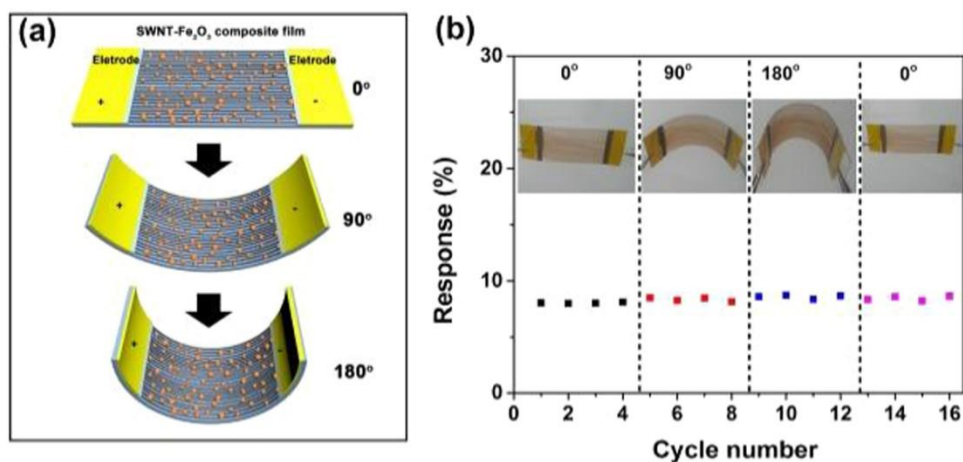 (a)
SWNT-Fe₂O₃ composite film
Eletrode
Eletrode
+
-
0°
+
-
90°
+
-
180°
(b)
30
20
10
0
Response (%)
0°
90°
180°
0°
0 2 4 6 8 10 12 14 16
Cycle number